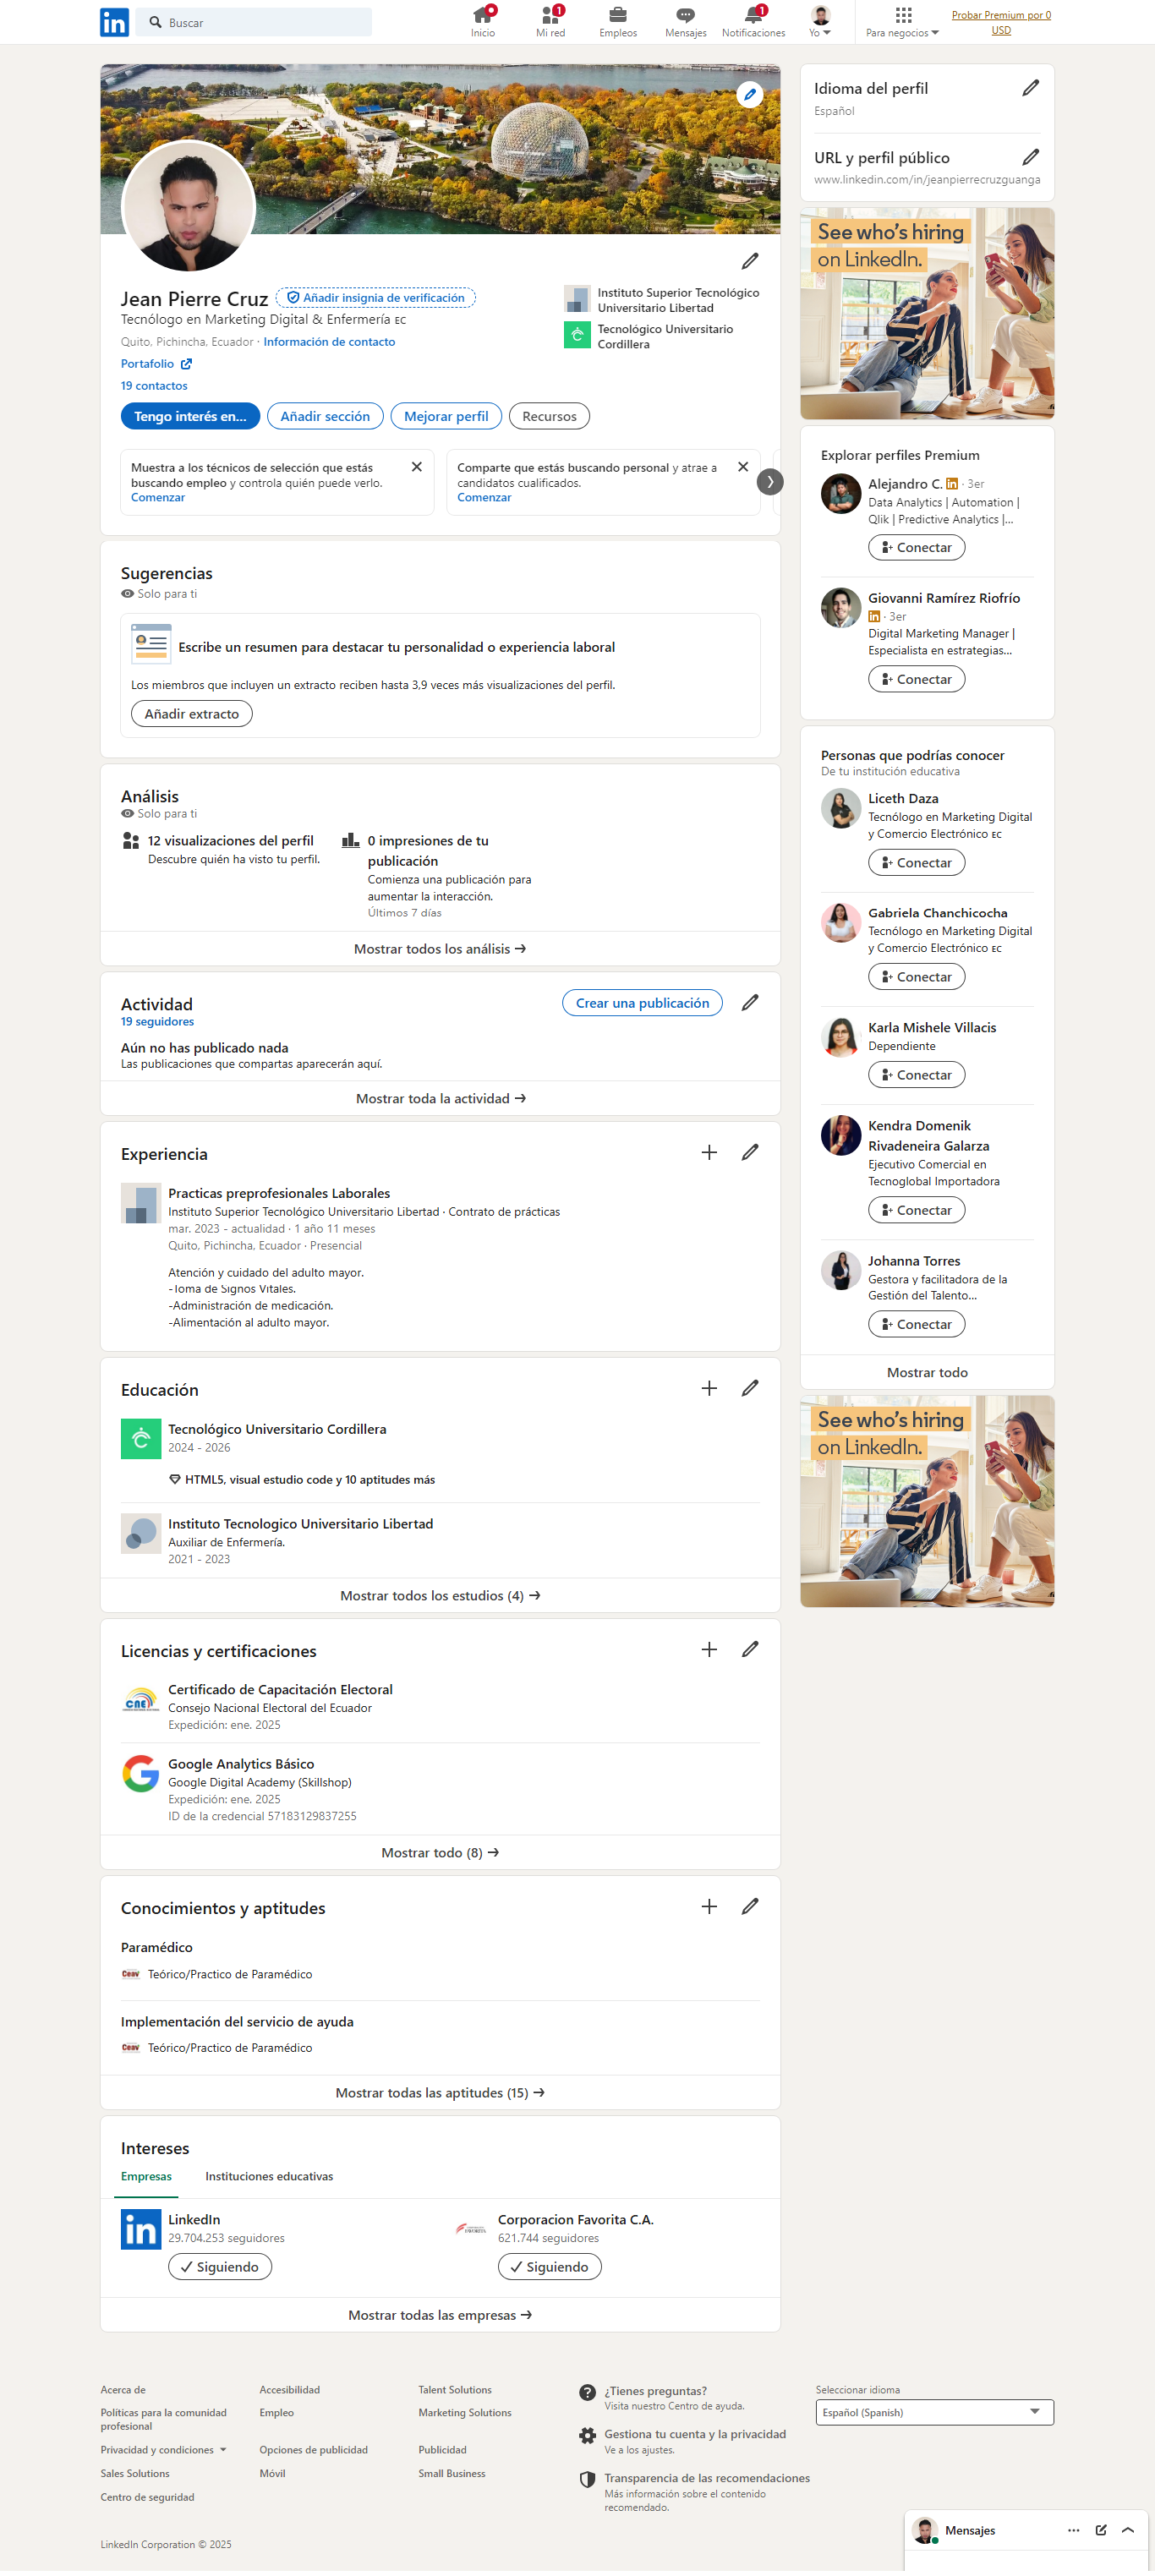 in
Buscar
Inicio
1
Mi red
Empleos
Mensajes
1
Notificaciones
Yo
Para negocios
Probar Premium por 0
USD
Jean Pierre Cruz
Añadir insignia de verificación
Tecnólogo en Marketing Digital & Enfermería EC
Quito, Pichincha, Ecuador · Información de contacto
Portafolio
19 contactos
Instituto Superior Tecnológico
Universitario Libertad
Tecnológico Universitario
Cordillera
Tengo interés en...
Añadir sección
Mejorar perfil
Recursos
Muestra a los técnicos de selección que estás
buscando empleo y controla quién puede verlo.
Comenzar
Comparte que estás buscando personal y atrae a
candidatos cualificados.
Comenzar
Sugerencias
Solo para ti
Escribe un resumen para destacar tu personalidad o experiencia laboral
Los miembros que incluyen un extracto reciben hasta 3,9 veces más visualizaciones del perfil.
Añadir extracto
Análisis
Solo para ti
12 visualizaciones del perfil
Descubre quién ha visto tu perfil.
0 impresiones de tu
publicación
Comienza una publicación para
aumentar la interacción.
Últimos 7 días
Mostrar todos los análisis →
Actividad
19 seguidores
Crear una publicación
Aún no has publicado nada
Las publicaciones que compartas aparecerán aquí.
Mostrar toda la actividad →
Experiencia
Practicas preprofesionales Laborales
Instituto Superior Tecnológico Universitario Libertad · Contrato de prácticas
mar. 2023 - actualidad · 1 año 11 meses
Quito, Pichincha, Ecuador · Presencial
Atención y cuidado del adulto mayor.
-Toma de Signos Vitales.
-Administración de medicación.
-Alimentación al adulto mayor.
Educación
Tecnológico Universitario Cordillera
2024 - 2026
HTML5, visual estudio code y 10 aptitudes más
Instituto Tecnologico Universitario Libertad
Auxiliar de Enfermería.
2021 - 2023
Mostrar todos los estudios (4) →
Licencias y certificaciones
CNE
Certificado de Capacitación Electoral
Consejo Nacional Electoral del Ecuador
Expedición: ene. 2025
Google Analytics Básico
Google Digital Academy (Skillshop)
Expedición: ene. 2025
ID de la credencial 57183129837255
Mostrar todo (8) →
Conocimientos y aptitudes
Paramédico
Ceav
Teórico/Practico de Paramédico
Implementación del servicio de ayuda
Ceav
Teórico/Practico de Paramédico
Mostrar todas las aptitudes (15) →
Intereses
Empresas
Instituciones educativas
in
LinkedIn
29.704.253 seguidores
Siguiendo
FAVORITA
Corporacion Favorita C.A.
621.744 seguidores
Siguiendo
Mostrar todas las empresas →
Idioma del perfil
Español
URL y perfil público
www.linkedin.com/in/jeanpierrecruzguanga
See who's hiring
on LinkedIn.
Explorar perfiles Premium
Alejandro C. in · 3er
Data Analytics | Automation |
Qlik | Predictive Analytics |...
Conectar
Giovanni Ramírez Riofrío
in · 3er
Digital Marketing Manager |
Especialista en estrategias...
Conectar
Personas que podrías conocer
De tu institución educativa
Liceth Daza
Tecnólogo en Marketing Digital
y Comercio Electrónico EC
Conectar
Gabriela Chanchicocha
Tecnólogo en Marketing Digital
y Comercio Electrónico EC
Conectar
Karla Mishele Villacis
Dependiente
Conectar
Kendra Domenik
Rivadeneira Galarza
Ejecutivo Comercial en
Tecnoglobal Importadora
Conectar
Johanna Torres
Gestora y facilitadora de la
Gestión del Talento...
Conectar
Mostrar todo
See who's hiring
on LinkedIn.
Acerca de
Accesibilidad
Talent Solutions
Políticas para la comunidad
profesional
Empleo
Marketing Solutions
Privacidad y condiciones
Opciones de publicidad
Publicidad
Sales Solutions
Móvil
Small Business
Centro de seguridad
¿Tienes preguntas?
Visita nuestro Centro de ayuda.
Gestiona tu cuenta y la privacidad
Ve a los ajustes.
Transparencia de las recomendaciones
Más información sobre el contenido
recomendado.
Seleccionar idioma
Español (Spanish)
LinkedIn Corporation © 2025
Mensajes